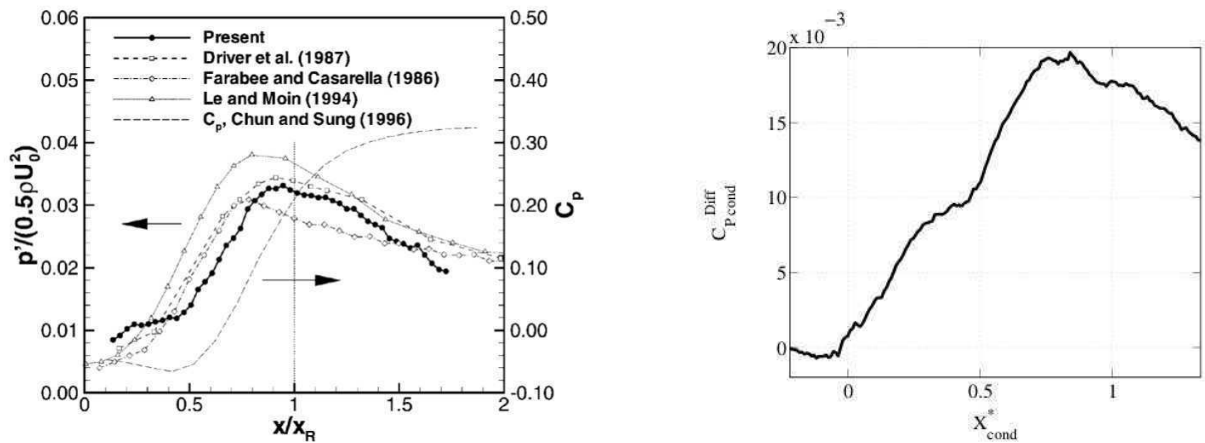 0.06
0.05
0.04
0.03
0.02
0.01
0.00
p'/(0.5ρU₀²)
Present
Driver et al. (1987)
Farabee and Casarella (1986)
Le and Moin (1994)
Cₚ, Chun and Sung (1996)
0.50
0.40
0.30
0.20
0.10
0.00
-0.10
Cₚ
0 0.5 1 1.5 2
x/x_R
x 10⁻³
20
15
10
5
0
C_{P cond}^{Diff}
0 0.5 1
X*_{cond}